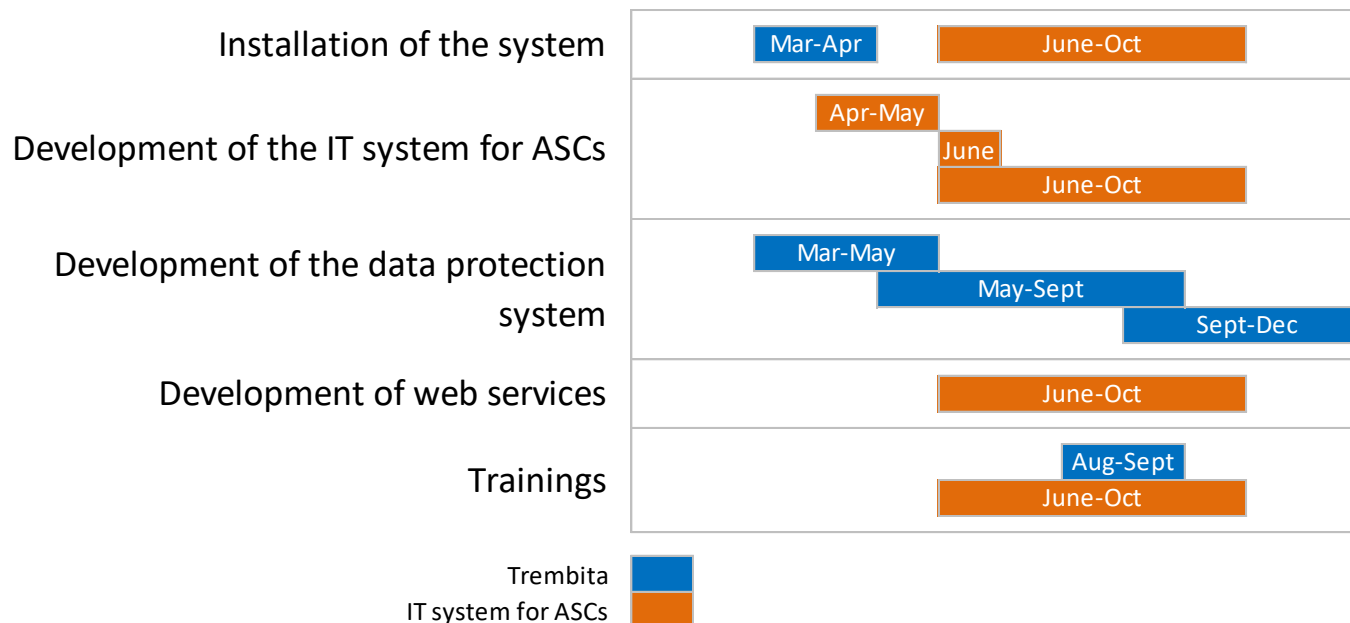 Installation of the system
Mar-Apr
June-Oct
Development of the IT system for ASCs
Apr-May
June
June-Oct
Development of the data protection
system
Mar-May
May-Sept
Sept-Dec
Development of web services
June-Oct
Trainings
Aug-Sept
June-Oct
Trembita
IT system for ASCs